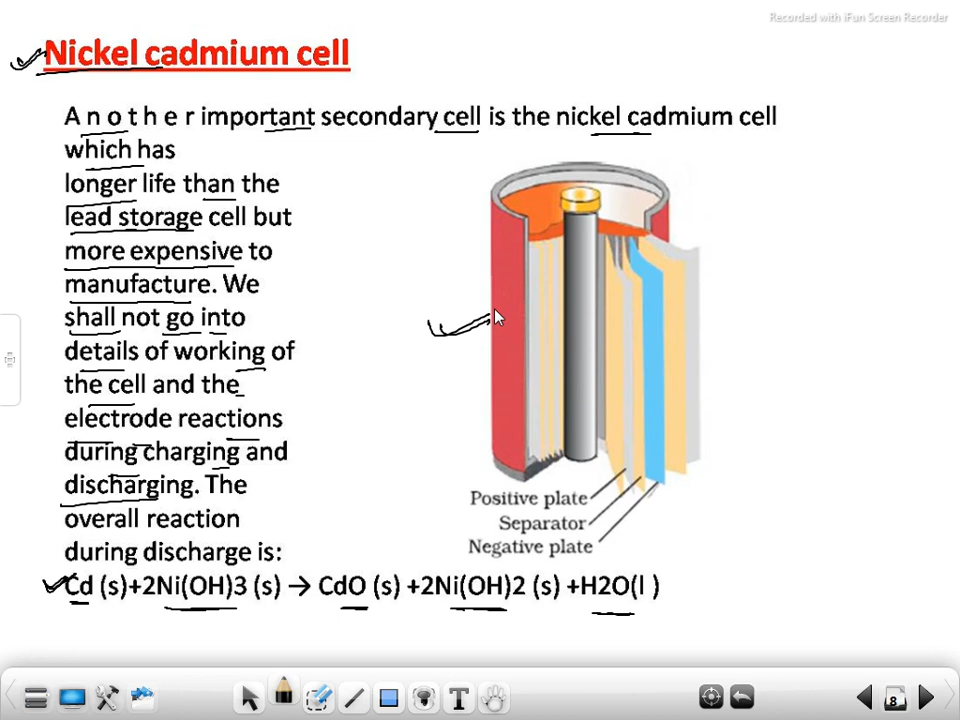 Recorded with iFun Screen Recorder
Nickel cadmium cell
A n o t h e r important secondary cell is the nickel cadmium cell
which has
longer life than the
lead storage cell but
more expensive to
manufacture. We
shall not go into
details of working of
the cell and the
electrode reactions
during charging and
discharging. The
overall reaction
during discharge is:
Cd (s)+2Ni(OH)3 (s) → CdO (s) +2Ni(OH)2 (s) +H2O(l )
Positive plate
Separator
Negative plate
T
8